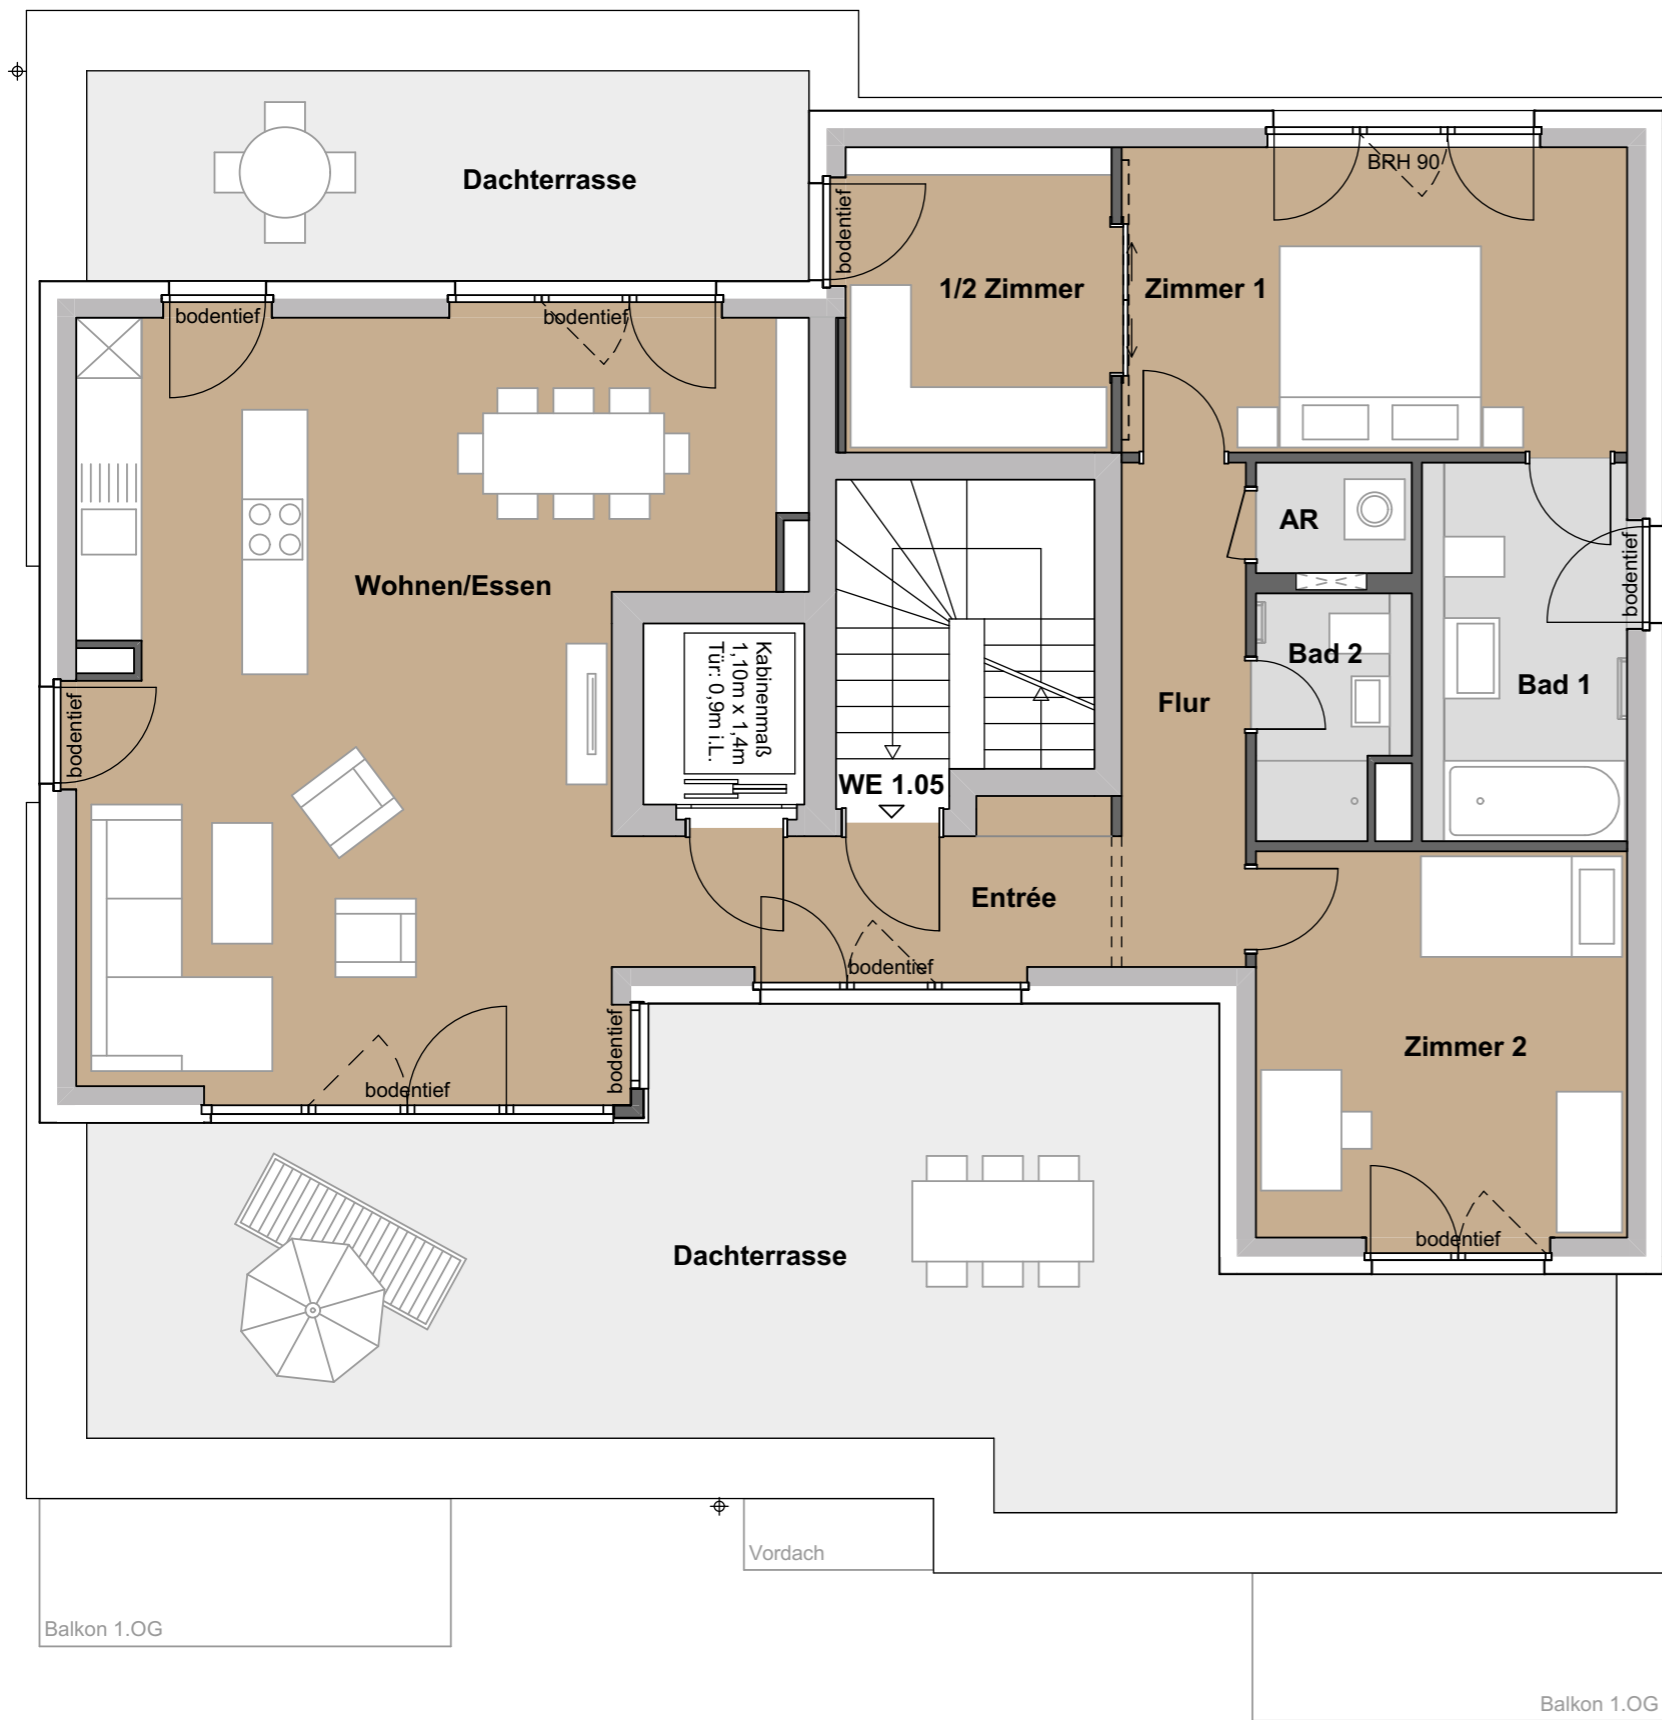 Dachterrasse
BRH 90
bodentief
1/2 Zimmer
Zimmer 1
bodentief
bodentief
AR
bodentief
Wohnen/Essen
Kabinenmaß
1,10m x 1,4m
Tür: 0,9m i.L.
Bad 2
Bad 1
Flur
bodentief
WE 1.05
Entrée
bodentief
bodentief
bodentief
Zimmer 2
bodentief
Dachterrasse
Vordach
Balkon 1.OG
Balkon 1.OG